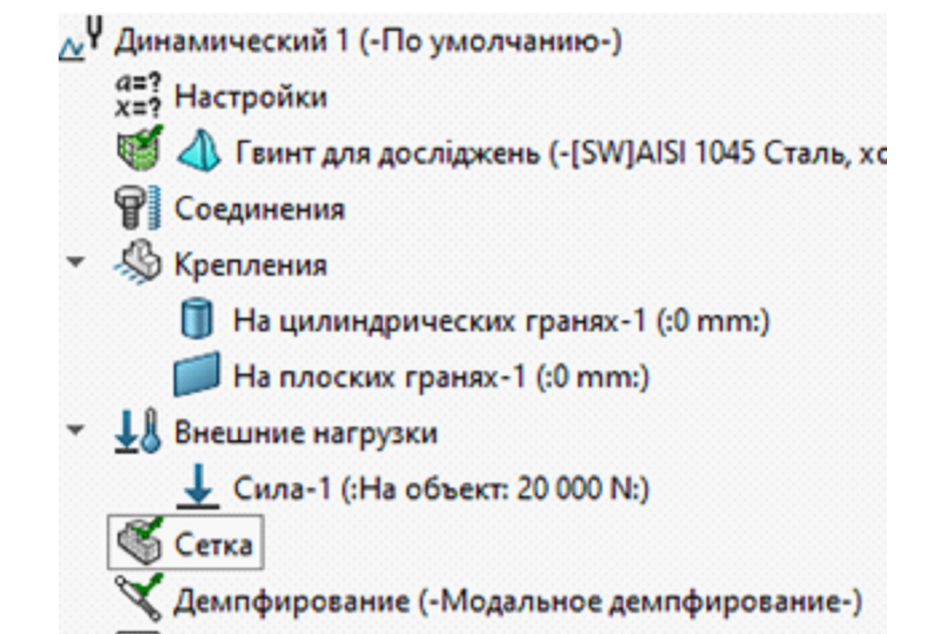 Динамический 1 (-По умолчанию-)
a=?
x=?
Настройки
Гвинт для досліджень (-[SW]AISI 1045 Сталь, хо
Соединения
Крепления
На цилиндрических гранях-1 (:0 mm:)
На плоских гранях-1 (:0 mm:)
Внешние нагрузки
Сила-1 (:На объект: 20 000 N:)
Сетка
Демпфирование (-Модальное демпфирование-)